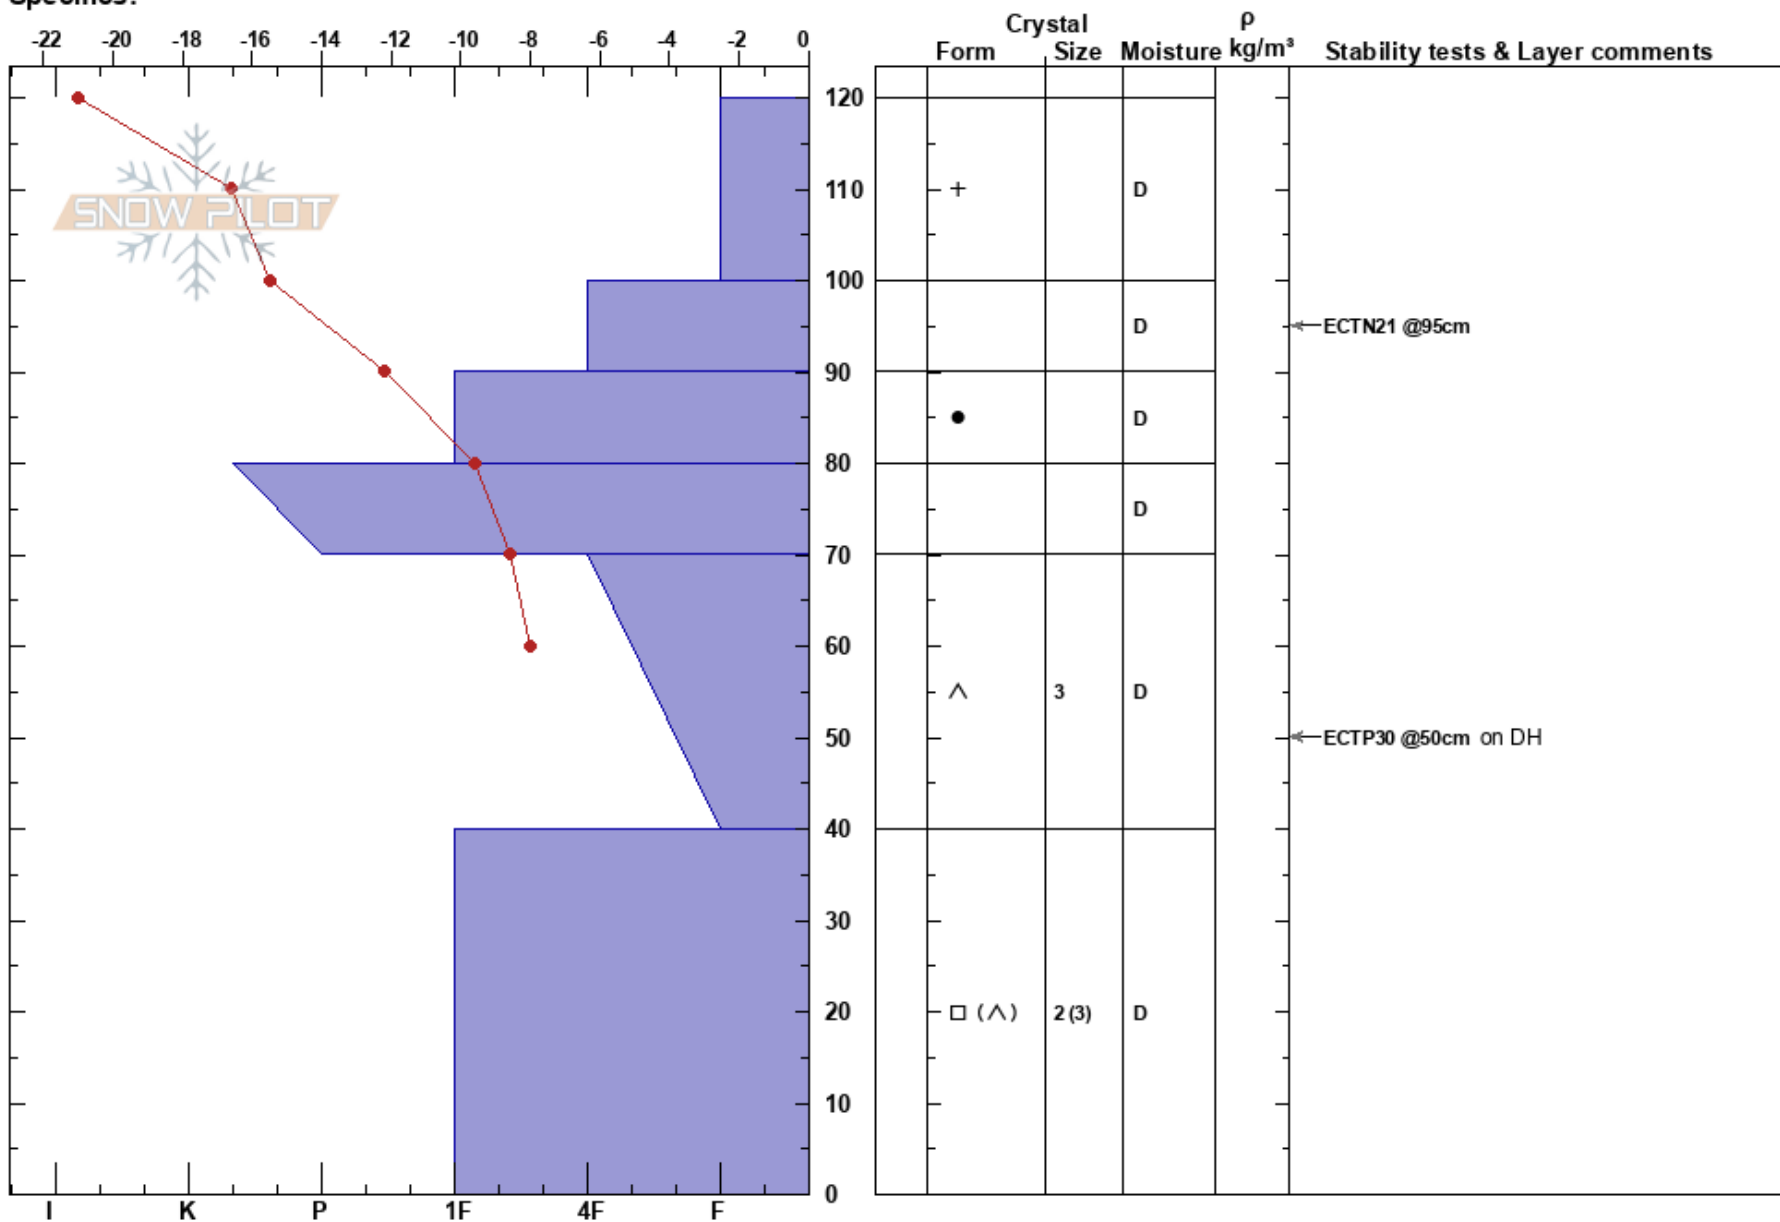 Specifics:
Crystal ρ
Form Size Moisture kg/m³ Stability tests & Layer comments
-22 -20 -18 -16 -14 -12 -10 -8 -6 -4 -2 0
120
SNOW PILOT
110 + D
100
D ECTN21 @95cm
90
● D
80
D
70
60
∧ 3 D
50 ECTP30 @50cm on DH
40
30
20 □ (∧) 2 (3) D
10
0
I K P 1F 4F F